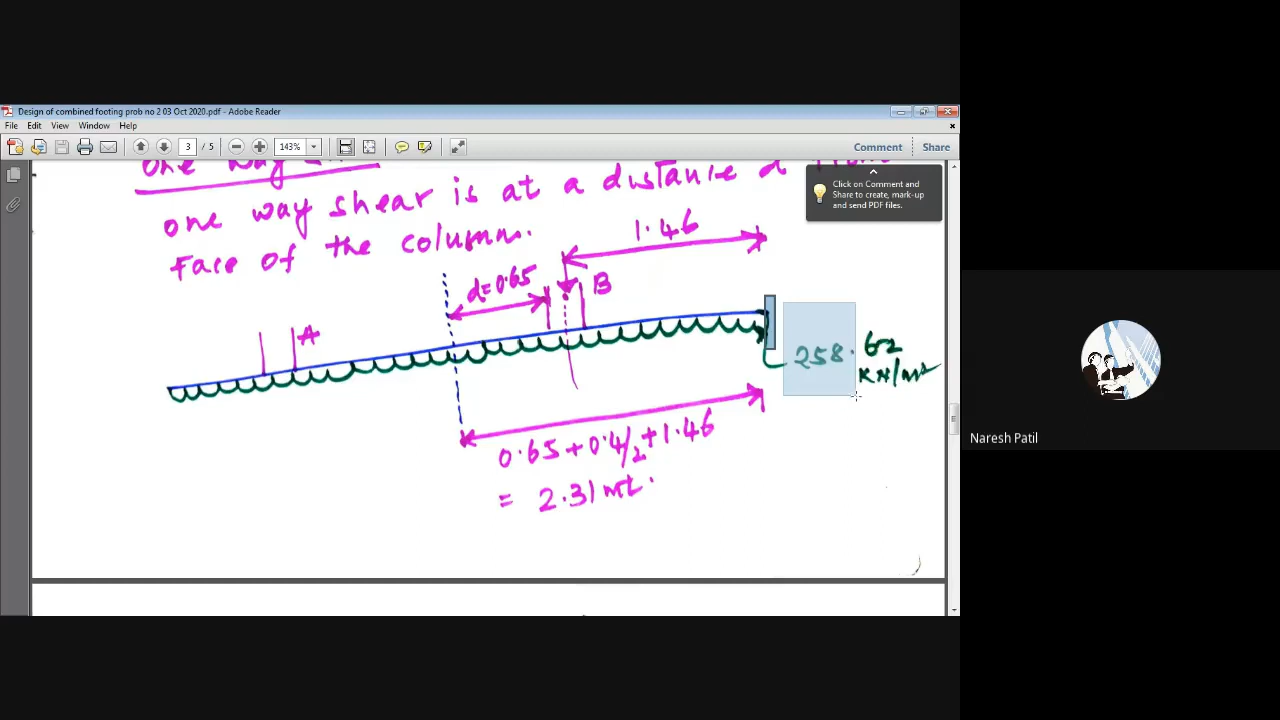 Design of combined footing prob no 2 03 Oct 2020.pdf - Adobe Reader
File Edit View Window Help
3 / 5
143%
Comment
Share
Click on Comment and
Share to create, mark-up
and send PDF files.
one way
one way shear is at a distance d from
Face of the column.
1.46
d=0.65
B
A
258.62
KN/m²
0.65+0.4/2+1.46
= 2.31 mt.
Naresh Patil